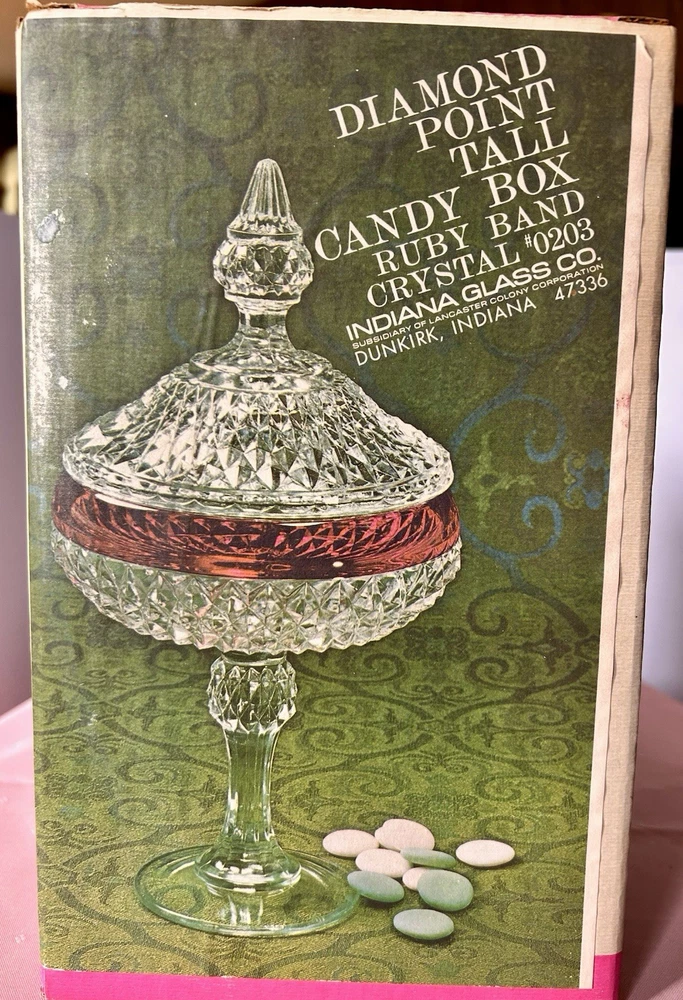 DIAMOND
POINT
TALL
CANDY BOX
RUBY BAND
CRYSTAL #0203
INDIANA GLASS CO.
SUBSIDIARY OF LANCASTER COLONY CORPORATION
DUNKIRK, INDIANA 47336